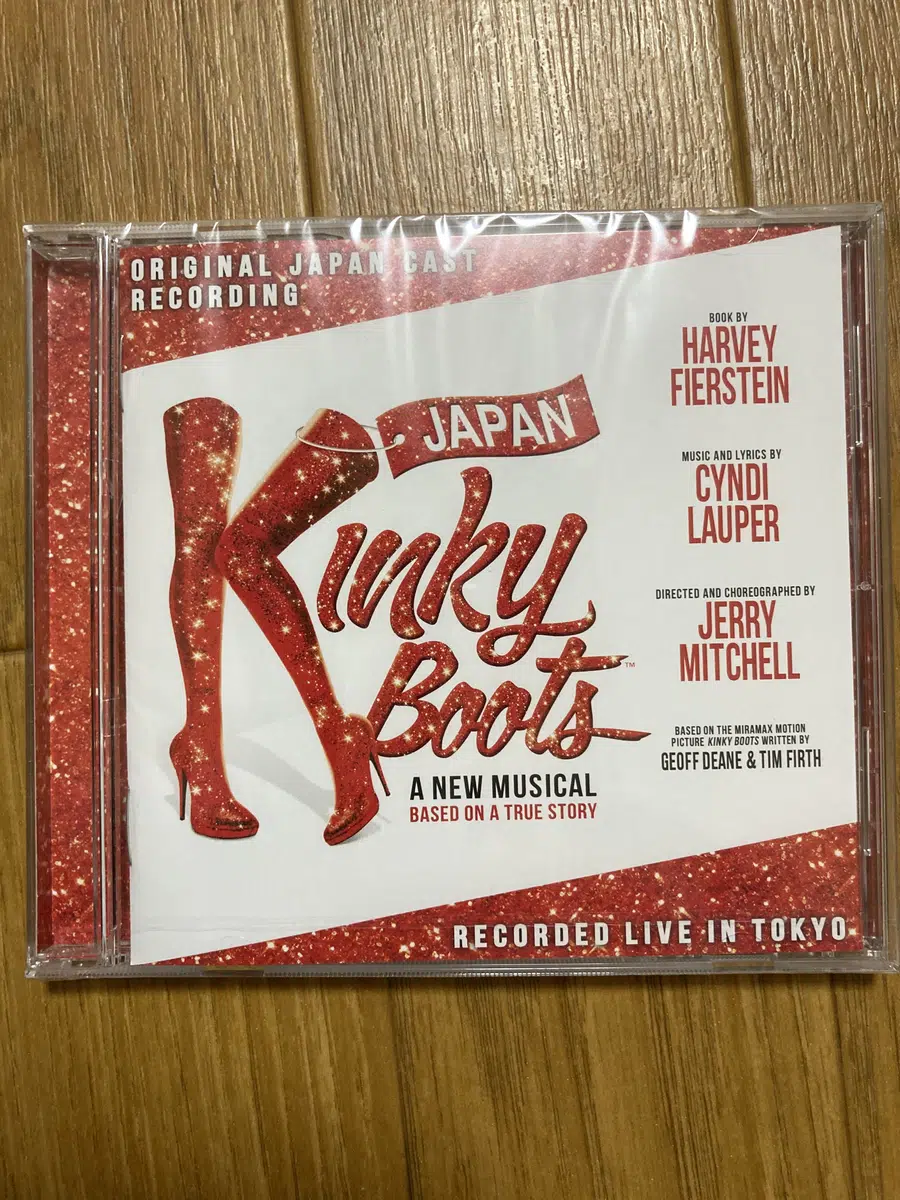 ORIGINAL JAPAN CAST
RECORDING
BOOK BY
HARVEY
FIERSTEIN
JAPAN
MUSIC AND LYRICS BY
CYNDI
LAUPER
Kinky
Boots™
DIRECTED AND CHOREOGRAPHED BY
JERRY
MITCHELL
A NEW MUSICAL
BASED ON A TRUE STORY
BASED ON THE MIRAMAX MOTION
PICTURE KINKY BOOTS WRITTEN BY
GEOFF DEANE & TIM FIRTH
RECORDED LIVE IN TOKYO